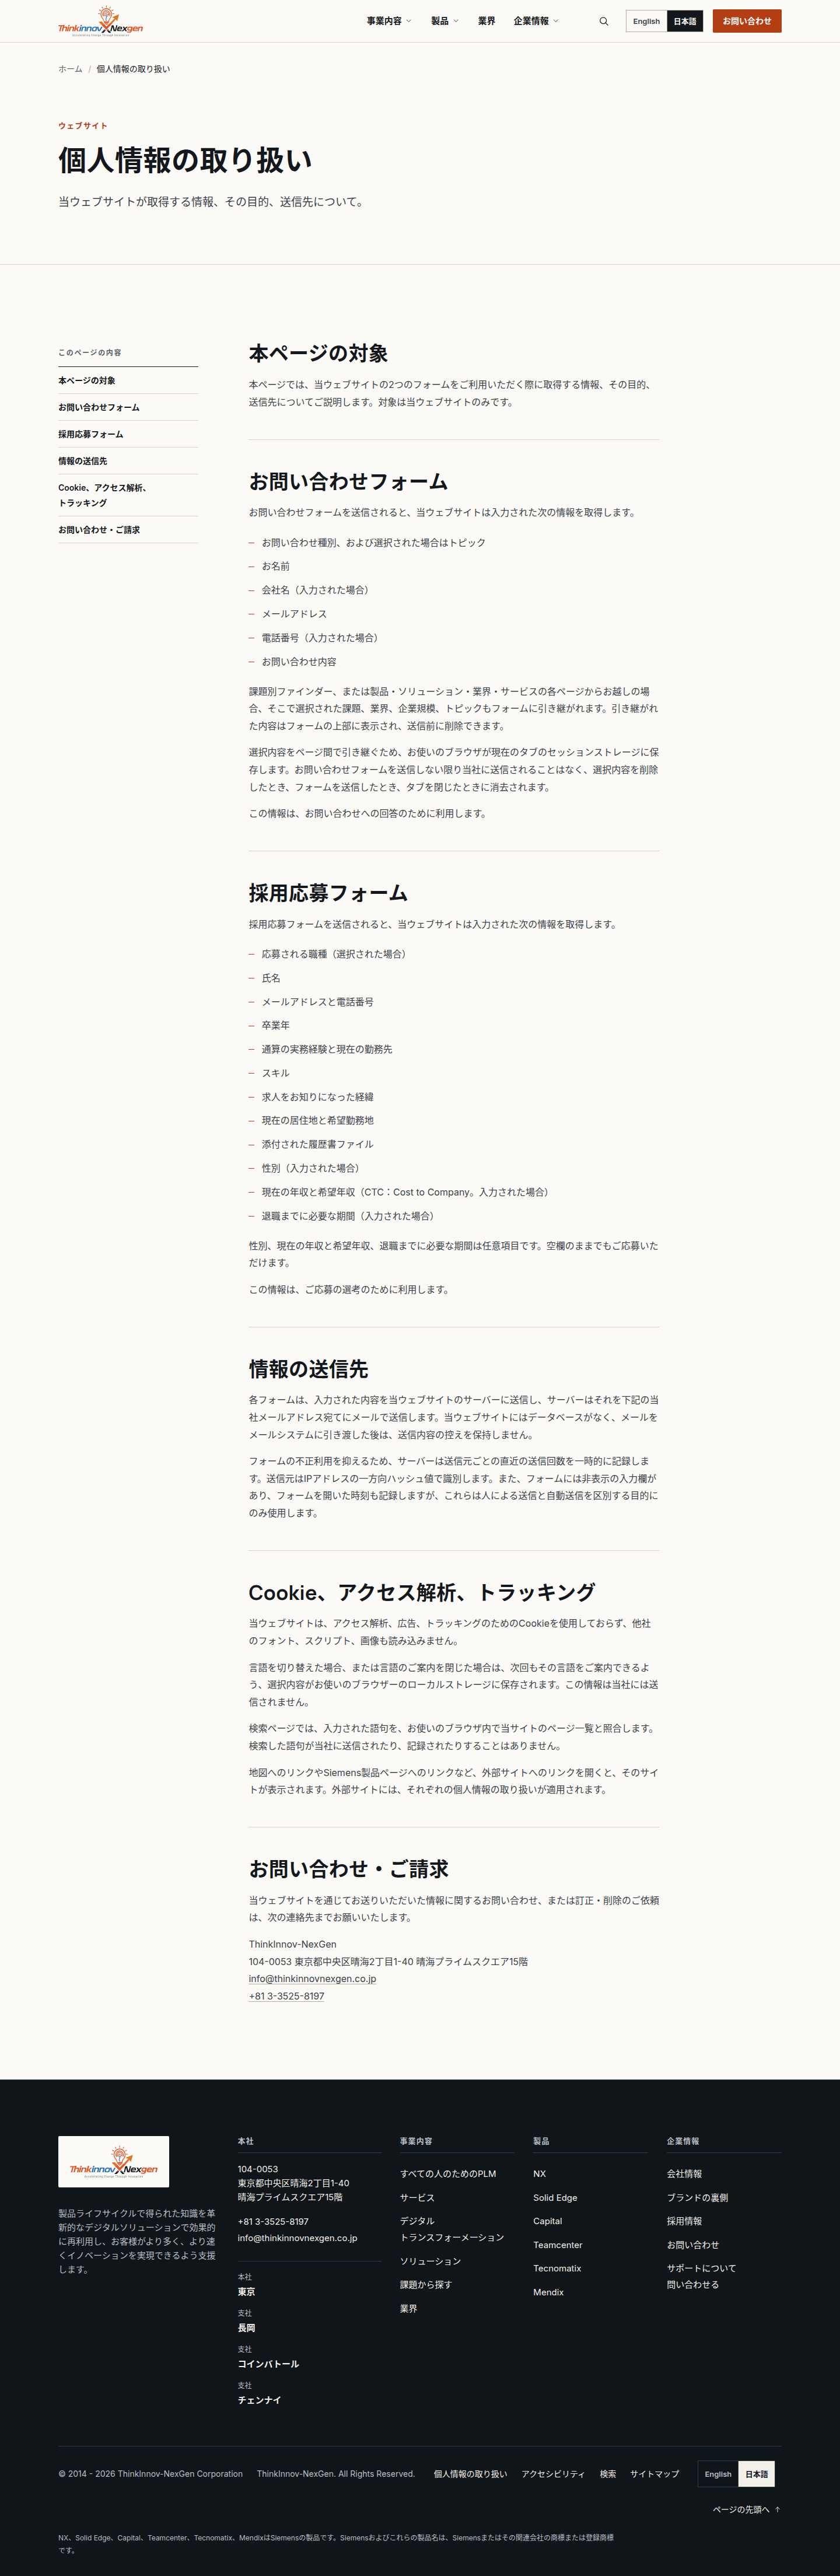 ThinkinnovXNexgen
事業内容
製品
業界
企業情報
English
日本語
お問い合わせ
ホーム / 個人情報の取り扱い
ウェブサイト
個人情報の取り扱い
当ウェブサイトが取得する情報、その目的、送信先について。
このページの内容
本ページの対象
お問い合わせフォーム
採用応募フォーム
情報の送信先
Cookie、アクセス解析、
トラッキング
お問い合わせ・ご請求
本ページの対象
本ページでは、当ウェブサイトの2つのフォームをご利用いただく際に取得する情報、その目的、
送信先についてご説明します。対象は当ウェブサイトのみです。
お問い合わせフォーム
お問い合わせフォームを送信されると、当ウェブサイトは入力された次の情報を取得します。
お問い合わせ種別、および選択された場合はトピック
お名前
会社名（入力された場合）
メールアドレス
電話番号（入力された場合）
お問い合わせ内容
課題別ファインダー、または製品・ソリューション・業界・サービスの各ページからお越しの場
合、そこで選択された課題、業界、企業規模、トピックもフォームに引き継がれます。引き継がれ
た内容はフォームの上部に表示され、送信前に削除できます。
選択内容をページ間で引き継ぐため、お使いのブラウザが現在のタブのセッションストレージに保
存します。お問い合わせフォームを送信しない限り当社に送信されることはなく、選択内容を削除
したとき、フォームを送信したとき、タブを閉じたときに消去されます。
この情報は、お問い合わせへの回答のために利用します。
採用応募フォーム
採用応募フォームを送信されると、当ウェブサイトは入力された次の情報を取得します。
応募される職種（選択された場合）
氏名
メールアドレスと電話番号
卒業年
通算の実務経験と現在の勤務先
スキル
求人をお知りになった経緯
現在の居住地と希望勤務地
添付された履歴書ファイル
性別（入力された場合）
現在の年収と希望年収（CTC：Cost to Company。入力された場合）
退職までに必要な期間（入力された場合）
性別、現在の年収と希望年収、退職までに必要な期間は任意項目です。空欄のままでもご応募いた
だけます。
この情報は、ご応募の選考のために利用します。
情報の送信先
各フォームは、入力された内容を当ウェブサイトのサーバーに送信し、サーバーはそれを下記の当
社メールアドレス宛てにメールで送信します。当ウェブサイトにはデータベースがなく、メールを
メールシステムに引き渡した後は、送信内容の控えを保持しません。
フォームの不正利用を抑えるため、サーバーは送信元ごとの直近の送信回数を一時的に記録しま
す。送信元はIPアドレスの一方向ハッシュ値で識別します。また、フォームには非表示の入力欄が
あり、フォームを開いた時刻も記録しますが、これらは人による送信と自動送信を区別する目的に
のみ使用します。
Cookie、アクセス解析、トラッキング
当ウェブサイトは、アクセス解析、広告、トラッキングのためのCookieを使用しておらず、他社
のフォント、スクリプト、画像も読み込みません。
言語を切り替えた場合、または言語のご案内を閉じた場合は、次回もその言語をご案内できるよ
う、選択内容がお使いのブラウザーのローカルストレージに保存されます。この情報は当社には送
信されません。
検索ページでは、入力された語句を、お使いのブラウザ内で当サイトのページ一覧と照合します。
検索した語句が当社に送信されたり、記録されたりすることはありません。
地図へのリンクやSiemens製品ページへのリンクなど、外部サイトへのリンクを開くと、そのサイ
トが表示されます。外部サイトには、それぞれの個人情報の取り扱いが適用されます。
お問い合わせ・ご請求
当ウェブサイトを通じてお送りいただいた情報に関するお問い合わせ、または訂正・削除のご依頼
は、次の連絡先までお願いいたします。
ThinkInnov-NexGen
104-0053 東京都中央区晴海2丁目1-40 晴海プライムスクエア15階
info@thinkinnovnexgen.co.jp
+81 3-3525-8197
ThinkinnovXNexgen
製品ライフサイクルで得られた知識を革
新的なデジタルソリューションで効果的
に再利用し、お客様がより多く、より速
くイノベーションを実現できるよう支援
します。
本社
104-0053
東京都中央区晴海2丁目1-40
晴海プライムスクエア15階
+81 3-3525-8197
info@thinkinnovnexgen.co.jp
本社
東京
支社
長岡
支社
コインバトール
支社
チェンナイ
事業内容
すべての人のためのPLM
サービス
デジタル
トランスフォーメーション
ソリューション
課題から探す
業界
製品
NX
Solid Edge
Capital
Teamcenter
Tecnomatix
Mendix
企業情報
会社情報
ブランドの裏側
採用情報
お問い合わせ
サポートについて
問い合わせる
© 2014 - 2026 ThinkInnov-NexGen Corporation
ThinkInnov-NexGen. All Rights Reserved.
個人情報の取り扱い
アクセシビリティ
検索
サイトマップ
English
日本語
ページの先頭へ ↑
NX、Solid Edge、Capital、Teamcenter、Tecnomatix、MendixはSiemensの製品です。Siemensおよびこれらの製品名は、Siemensまたはその関連会社の商標または登録商標
です。